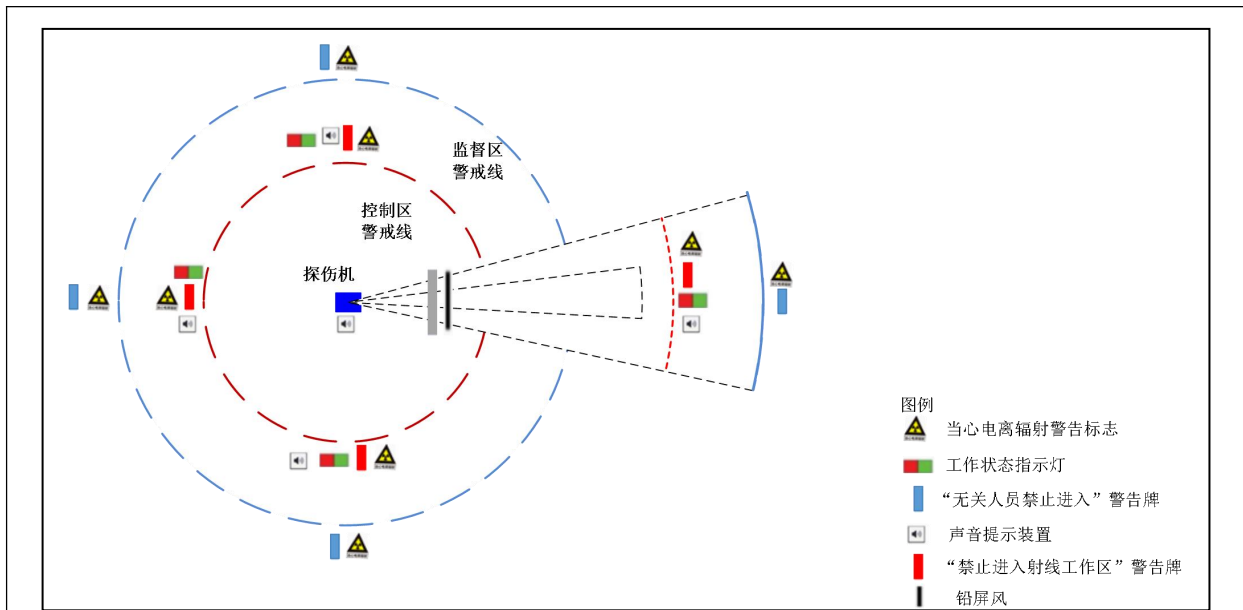 监督区
警戒线
控制区
警戒线
探伤机
图例
当心电离辐射警告标志
工作状态指示灯
“无关人员禁止进入”警告牌
声音提示装置
“禁止进入射线工作区”警告牌
铅屏风